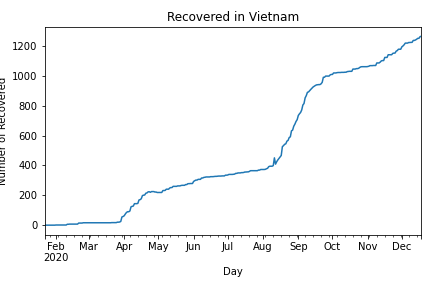 Recovered in Vietnam
Number of Recovered
1200
1000
800
600
400
200
0
Feb Mar Apr May Jun Jul Aug Sep Oct Nov Dec
2020
Day